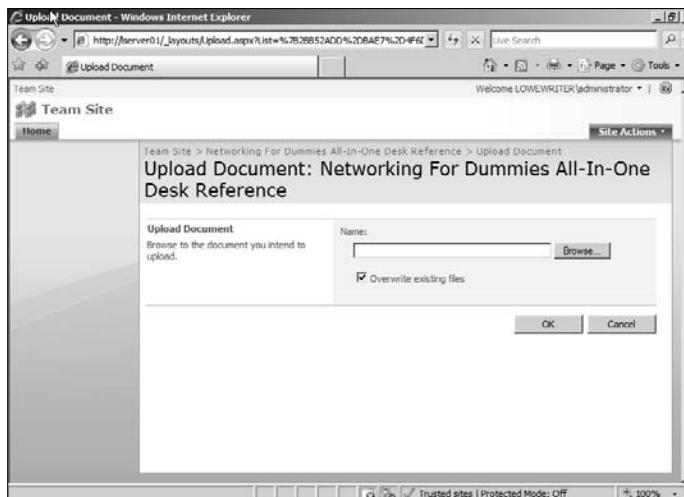 Upload Document - Windows Internet Explorer
http://lserver01/_layouts/Upload.aspx?List=%7B2BB52ADD%2DBAE7%2D4F6
Live Search
Upload Document
Page
Tools
Team Site
Welcome LOWEWRITER\administrator
Team Site
Home
Site Actions
Team Site > Networking For Dummies All-In-One Desk Reference > Upload Document
Upload Document: Networking For Dummies All-In-One
Desk Reference
Upload Document
Browse to the document you intend to
upload.
Name:
Browse...
Overwrite existing files
OK
Cancel
Trusted sites | Protected Mode: Off
100%